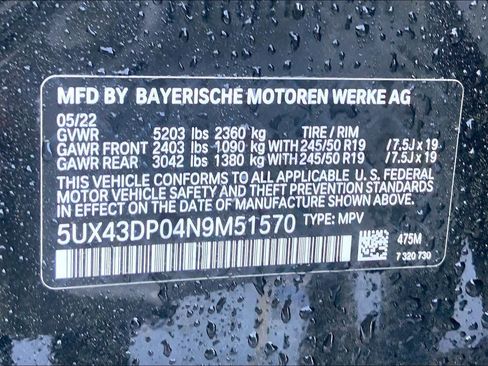 MFD BY BAYERISCHE MOTOREN WERKE AG
05/22
GVWR 5203 lbs 2360 kg TIRE / RIM
GAWR FRONT 2403 lbs 1090 kg WITH 245/50 R19 / 7.5J x 19
GAWR REAR 3042 lbs 1380 kg WITH 245/50 R19 / 7.5J x 19
THIS VEHICLE CONFORMS TO ALL APPLICABLE U. S. FEDERAL
MOTOR VEHICLE SAFETY AND THEFT PREVENTION STANDARDS
IN EFFECT ON THE DATE OF MANUFACTURE SHOWN ABOVE.
5UX43DP04N9M51570 TYPE: MPV
475M
7 320 730